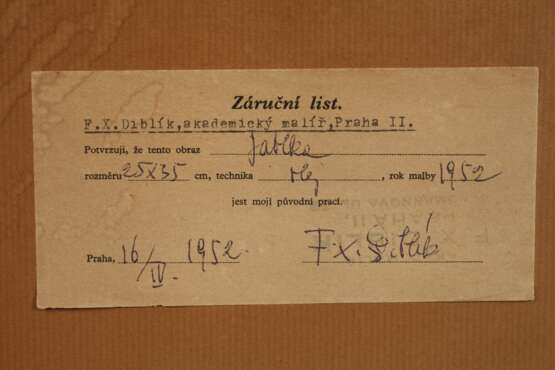 Záruční list.
F.X.Diblík,akademický malíř,Praha II.
Potvrzuji, že tento obraz Jablka
rozměru 25x35 cm, technika olej, rok malby 1952
jest mojí původní prací.
Praha, 16/IV. 1952. F. X. Diblík